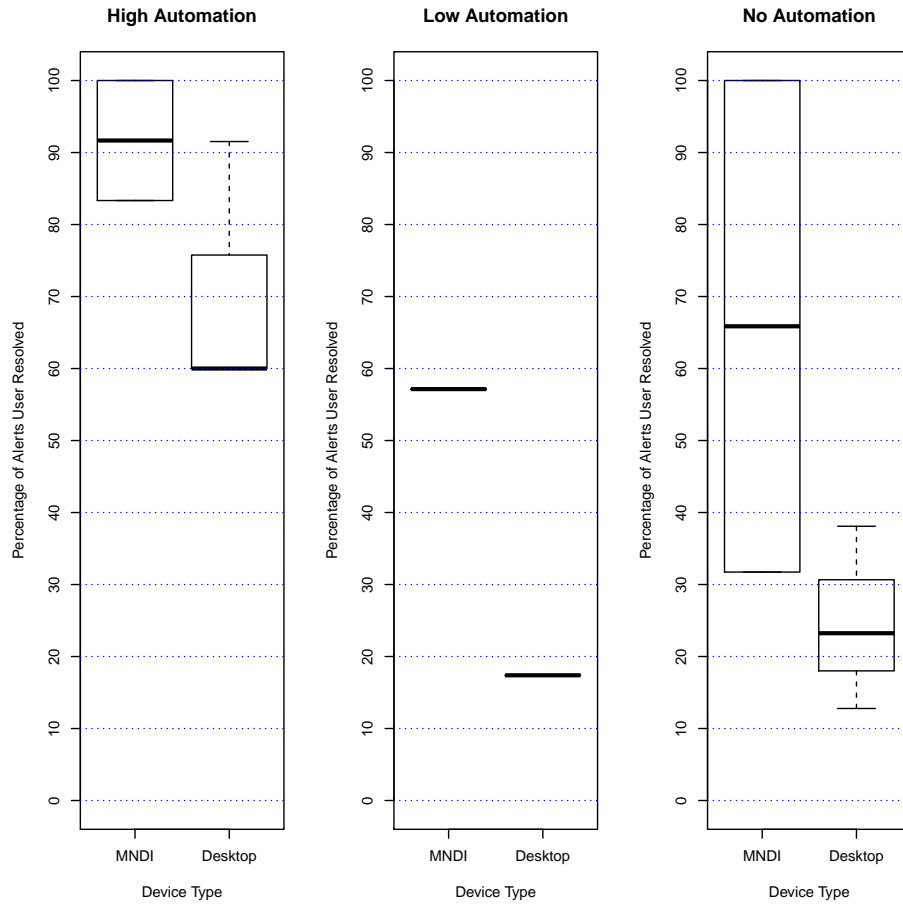 High Automation
Percentage of Alerts User Resolved
100
90
80
70
60
50
40
30
20
10
0
MNDI Desktop
Device Type
Low Automation
Percentage of Alerts User Resolved
100
90
80
70
60
50
40
30
20
10
0
MNDI Desktop
Device Type
No Automation
Percentage of Alerts User Resolved
100
90
80
70
60
50
40
30
20
10
0
MNDI Desktop
Device Type